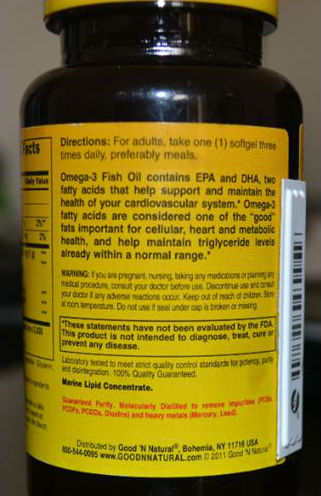 Facts
Daily Value
2%**
2%
**
**
**
**
**
Directions: For adults, take one (1) softgel three
times daily, preferably meals.
Omega-3 Fish Oil contains EPA and DHA, two
fatty acids that help support and maintain the
health of your cardiovascular system.* Omega-3
fatty acids are considered one of the “good”
fats important for cellular, heart and metabolic
health, and help maintain triglyceride levels
already within a normal range.*
WARNING: If you are pregnant, nursing, taking any medications or planning any
medical procedure, consult your doctor before use. Discontinue use and consult
your doctor if any adverse reactions occur. Keep out of reach of children. Store
at room temperature. Do not use if seal under cap is broken or missing.
*These statements have not been evaluated by the FDA.
This product is not intended to diagnose, treat, cure or
prevent any disease.
Laboratory tested to meet strict quality control standards for potency, purity
and disintegration. 100% Quality Guaranteed.
Marine Lipid Concentrate.
Guaranteed Purity. Molecularly Distilled to remove impurities (PCBs,
PCDFs, PCDDs, Dioxins) and heavy metals (Mercury, Lead).
Distributed by Good 'N Natural®, Bohemia, NY 11716 USA
800-544-0095 www.GOODNNATURAL.com © 2011 Good 'N Natural®